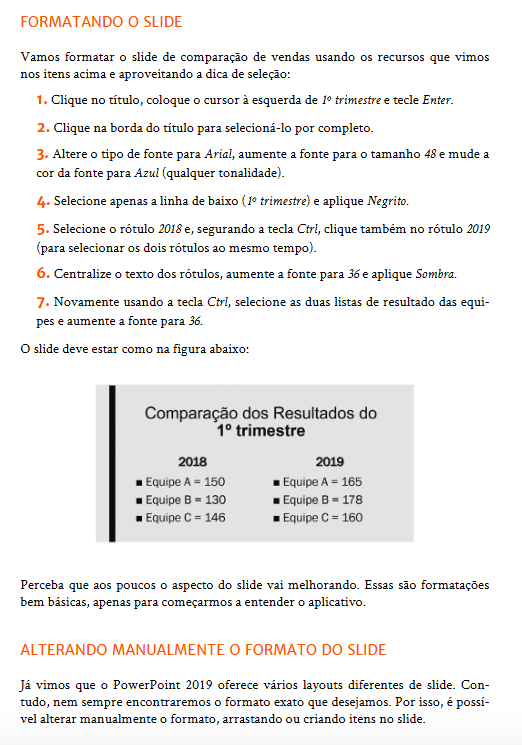 FORMATANDO O SLIDE
Vamos formatar o slide de comparação de vendas usando os recursos que vimos
nos itens acima e aproveitando a dica de seleção:
1. Clique no título, coloque o cursor à esquerda de 1º trimestre e tecle Enter.
2. Clique na borda do título para selecioná-lo por completo.
3. Altere o tipo de fonte para Arial, aumente a fonte para o tamanho 48 e mude a
cor da fonte para Azul (qualquer tonalidade).
4. Selecione apenas a linha de baixo (1º trimestre) e aplique Negrito.
5. Selecione o rótulo 2018 e, segurando a tecla Ctrl, clique também no rótulo 2019
(para selecionar os dois rótulos ao mesmo tempo).
6. Centralize o texto dos rótulos, aumente a fonte para 36 e aplique Sombra.
7. Novamente usando a tecla Ctrl, selecione as duas listas de resultado das equi-
pes e aumente a fonte para 36.
O slide deve estar como na figura abaixo:
Comparação dos Resultados do
1º trimestre
2018
■ Equipe A = 150
■ Equipe B = 130
■ Equipe C = 146
2019
■ Equipe A = 165
■ Equipe B = 178
■ Equipe C = 160
Perceba que aos poucos o aspecto do slide vai melhorando. Essas são formatações
bem básicas, apenas para começarmos a entender o aplicativo.
ALTERANDO MANUALMENTE O FORMATO DO SLIDE
Já vimos que o PowerPoint 2019 oferece vários layouts diferentes de slide. Con-
tudo, nem sempre encontraremos o formato exato que desejamos. Por isso, é possí-
vel alterar manualmente o formato, arrastando ou criando itens no slide.